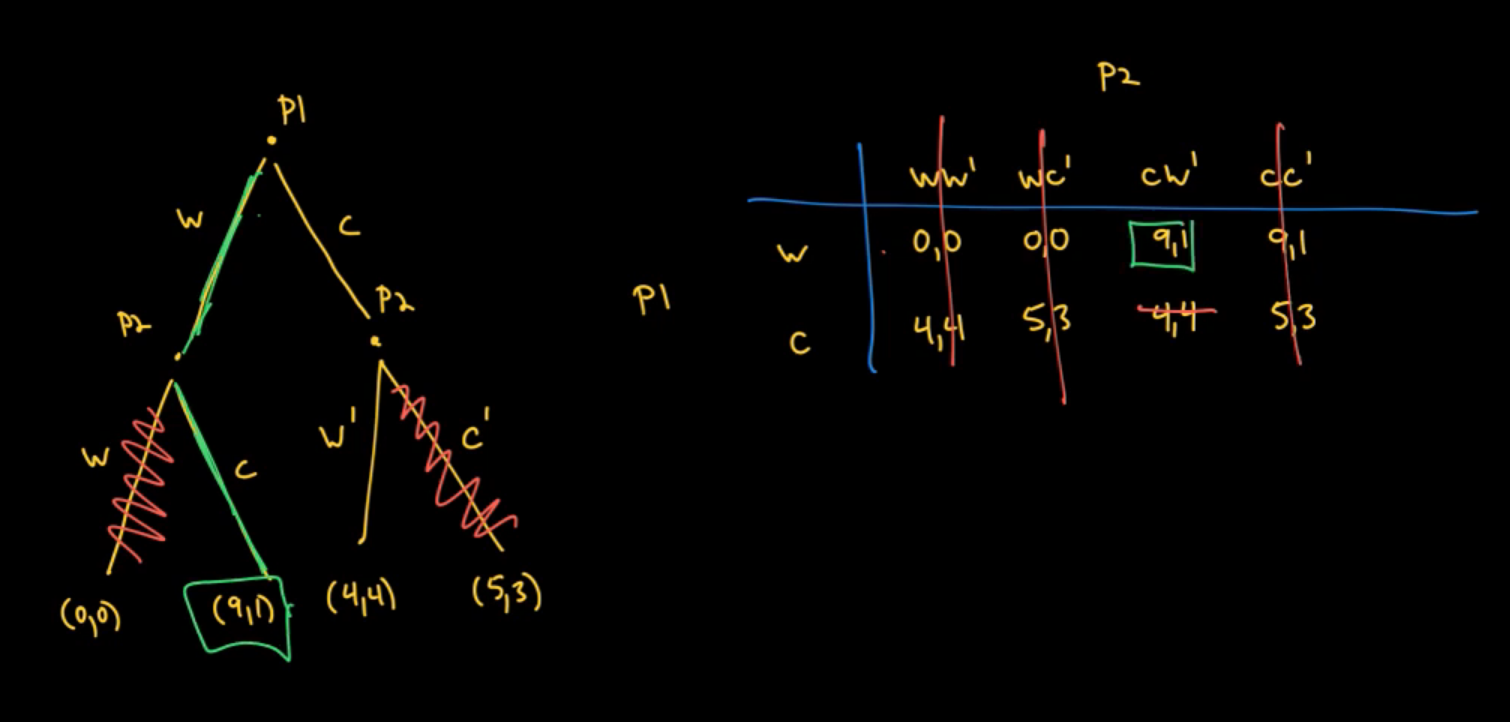 P1
W C
P2 P2
W C W' C'
(0,0) (9,1) (4,4) (5,3)
P2
WW' WC' CW' CC'
P1
W 0,0 0,0 9,1 9,1
C 4,4 5,3 4,4 5,3